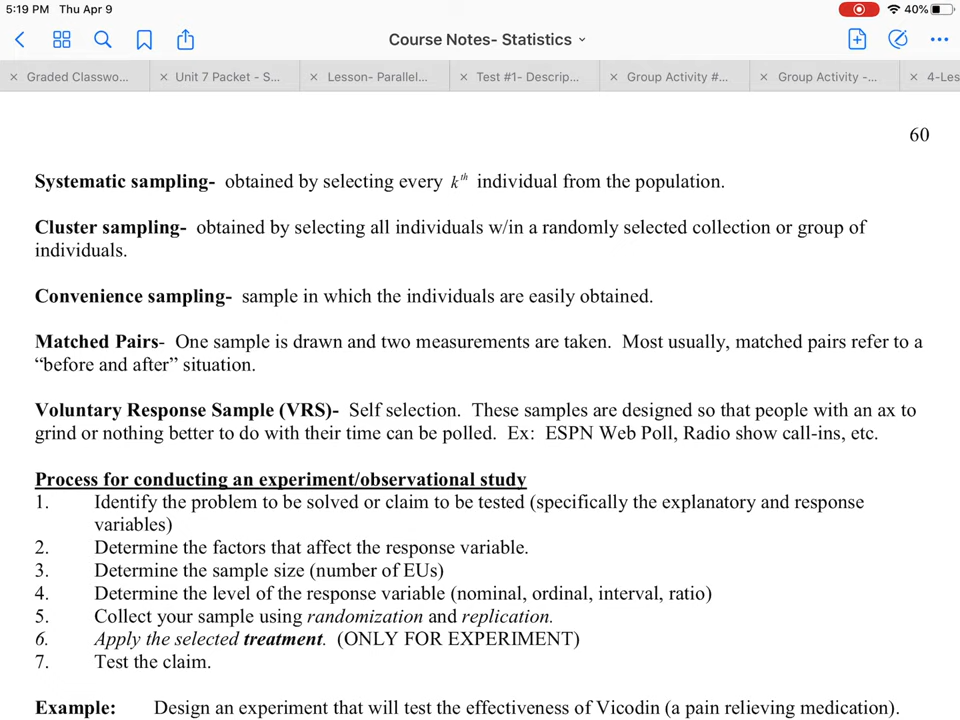 5:19 PM Thu Apr 9
40%
Course Notes- Statistics
× Graded Classwo... × Unit 7 Packet - S... × Lesson- Parallel... × Test #1- Descrip... × Group Activity #... × Group Activity -... × 4-Les
60
Systematic sampling- obtained by selecting every kth individual from the population.
Cluster sampling- obtained by selecting all individuals w/in a randomly selected collection or group of
individuals.
Convenience sampling- sample in which the individuals are easily obtained.
Matched Pairs- One sample is drawn and two measurements are taken. Most usually, matched pairs refer to a
“before and after” situation.
Voluntary Response Sample (VRS)- Self selection. These samples are designed so that people with an ax to
grind or nothing better to do with their time can be polled. Ex: ESPN Web Poll, Radio show call-ins, etc.
Process for conducting an experiment/observational study
1. Identify the problem to be solved or claim to be tested (specifically the explanatory and response
variables)
2. Determine the factors that affect the response variable.
3. Determine the sample size (number of EUs)
4. Determine the level of the response variable (nominal, ordinal, interval, ratio)
5. Collect your sample using randomization and replication.
6. Apply the selected treatment. (ONLY FOR EXPERIMENT)
7. Test the claim.
Example: Design an experiment that will test the effectiveness of Vicodin (a pain relieving medication).